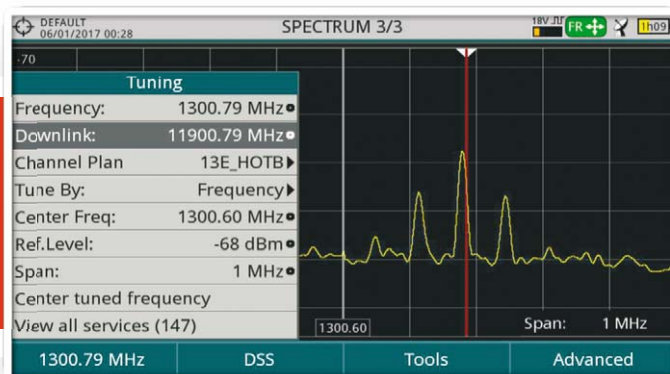 DEFAULT
06/01/2017 00:28
SPECTRUM 3/3
18V
FR
1h09
-70
Tuning
Frequency: 1300.79 MHz
Downlink: 11900.79 MHz
Channel Plan 13E_HOTB
Tune By: Frequency
Center Freq: 1300.60 MHz
Ref.Level: -68 dBm
Span: 1 MHz
Center tuned frequency
View all services (147)
1300.60
Span: 1 MHz
1300.79 MHz DSS Tools Advanced